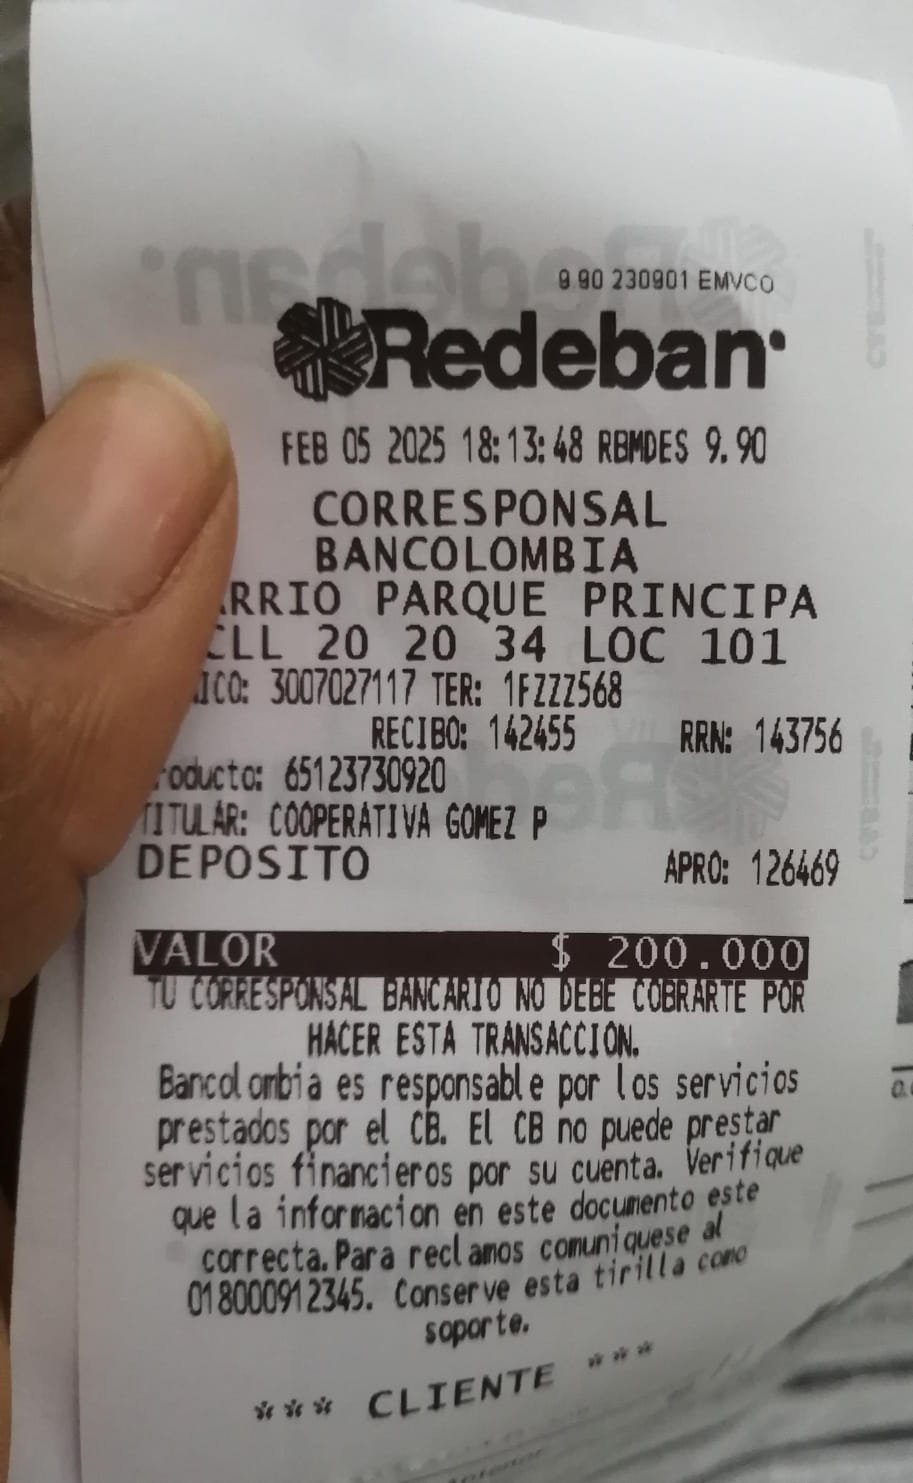 9.90 230901 EMVCO
Redeban
FEB 05 2025 18:13:48 RBMDES 9.90
CORRESPONSAL
BANCOLOMBIA
RRIO PARQUE PRINCIPA
CLL 20 20 34 LOC 101
ICO: 3007027117 TER: 1FZZZ568
RECIBO: 142455 RRN: 143756
roducto: 65123730920
TITULAR: COOPERATIVA GOMEZ P
DEPOSITO APRO: 126469
VALOR $ 200.000
TU CORRESPONSAL BANCARIO NO DEBE COBRARTE POR
HACER ESTA TRANSACCION.
Bancolombia es responsable por los servicios
prestados por el CB. El CB no puede prestar
servicios financieros por su cuenta. Verifique
que la informacion en este documento este
correcta.Para reclamos comuniquese al
018000912345. Conserve esta tirilla como
soporte.
*** CLIENTE ***